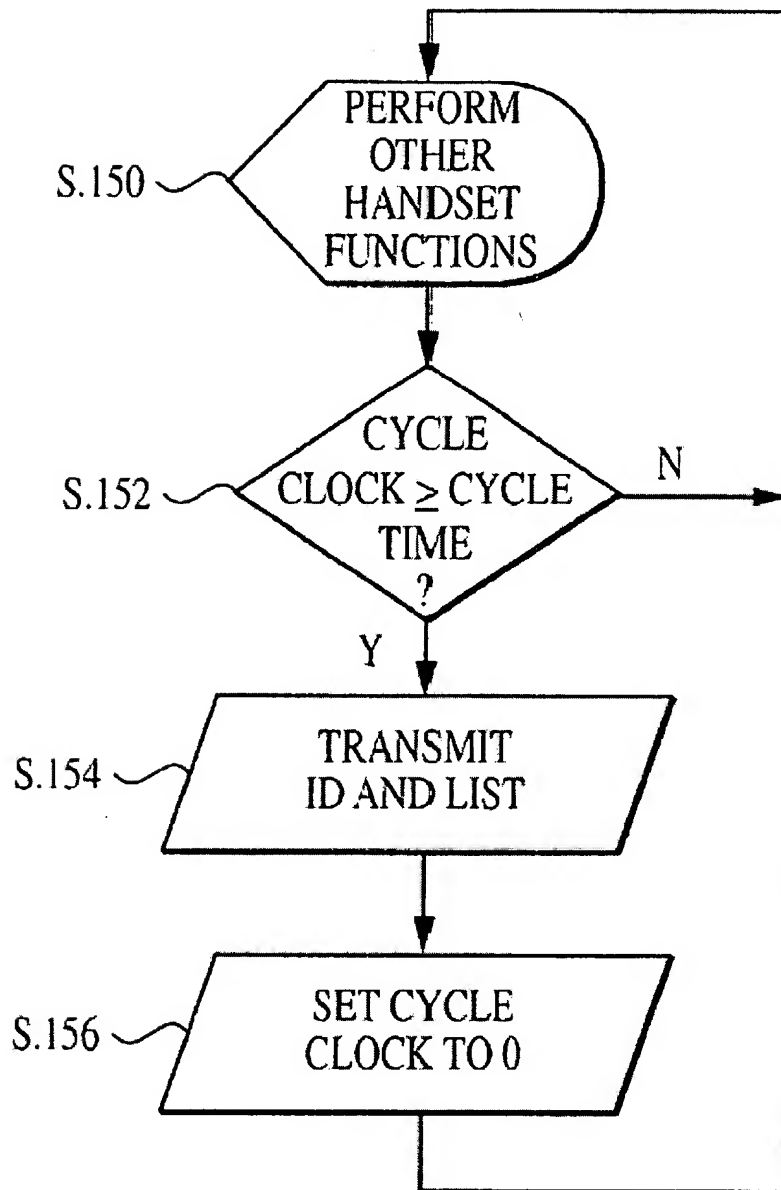 PERFORM
OTHER
HANDSET
FUNCTIONS
S.150
CYCLE
CLOCK ≥ CYCLE
TIME
?
S.152
N
Y
TRANSMIT
ID AND LIST
S.154
SET CYCLE
CLOCK TO 0
S.156